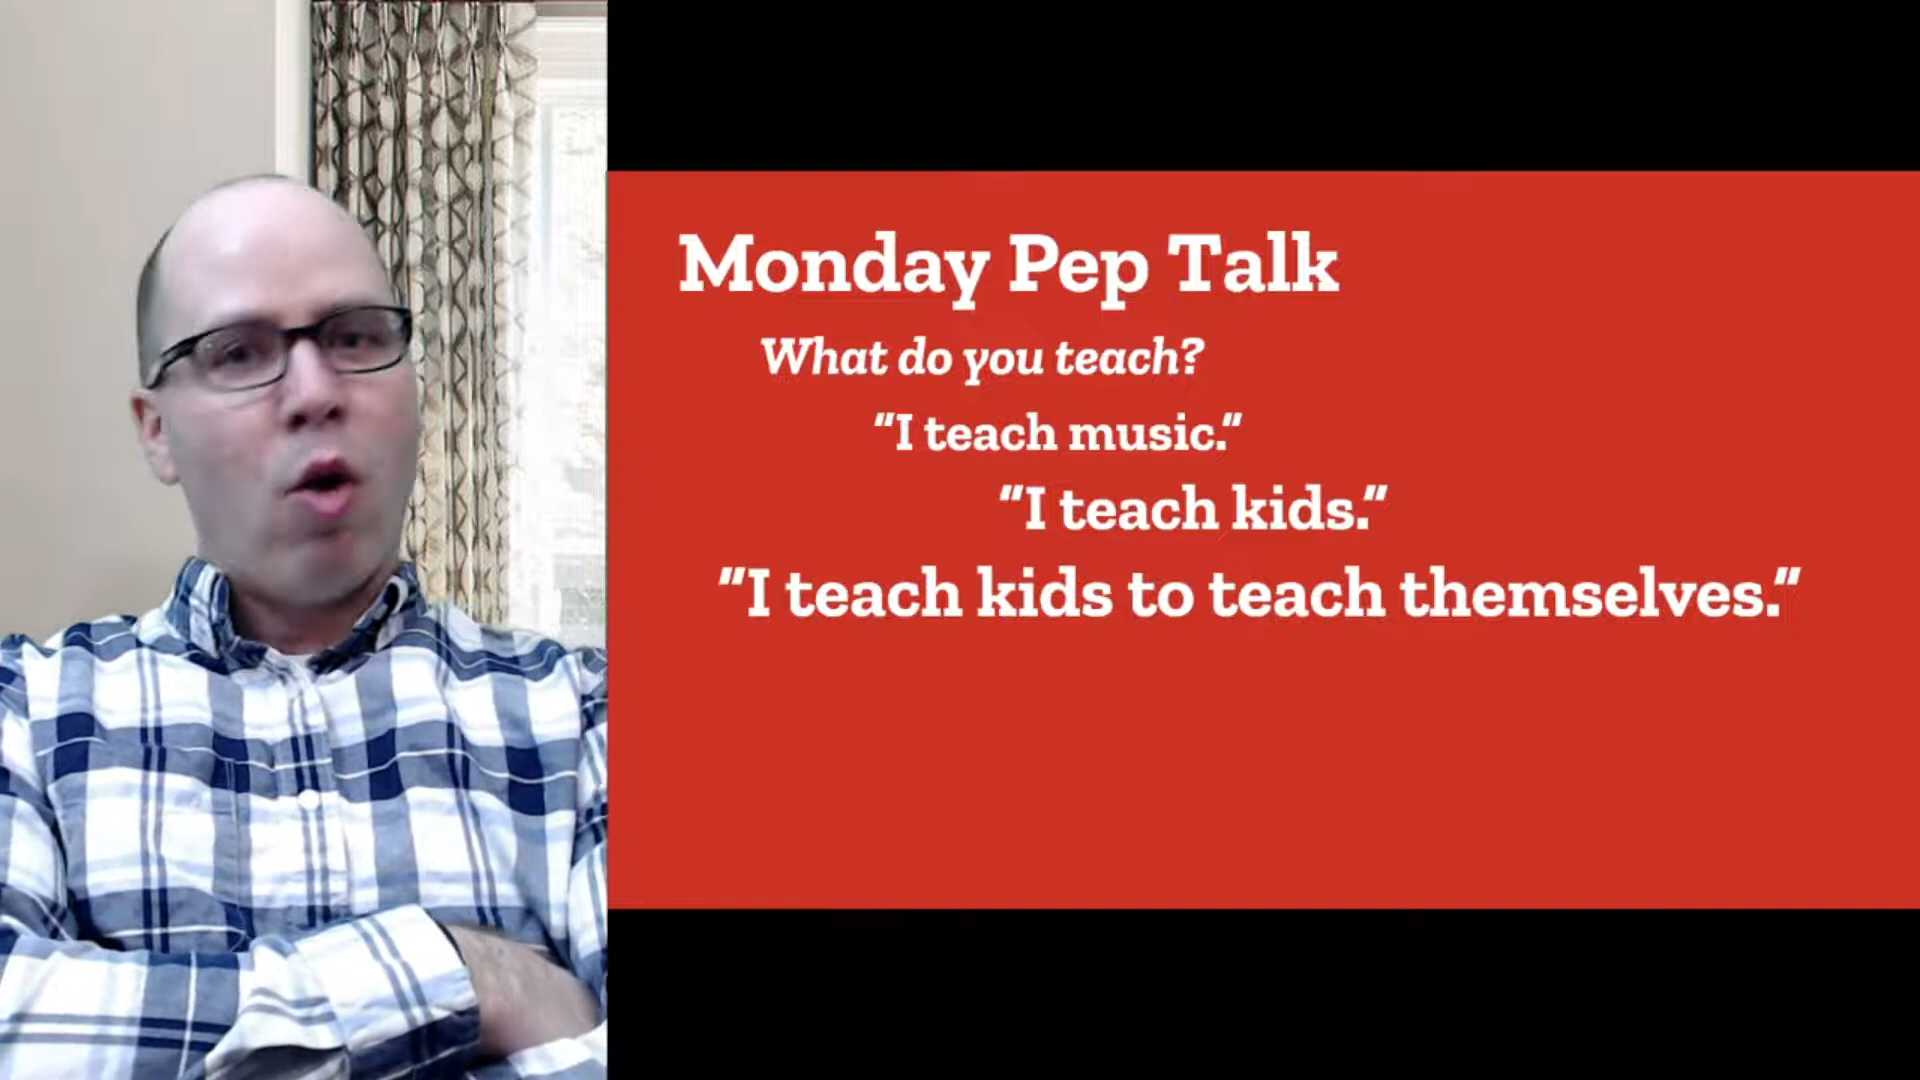 Monday Pep Talk
What do you teach?
"I teach music."
"I teach kids."
"I teach kids to teach themselves."